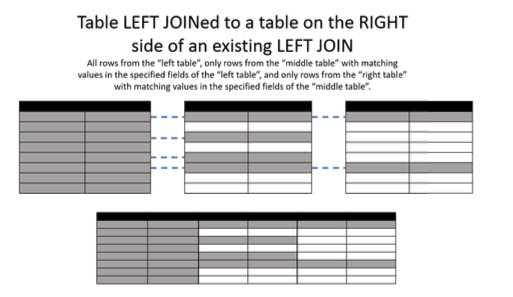 Table LEFT JOINed to a table on the RIGHT
side of an existing LEFT JOIN
All rows from the "left table", only rows from the "middle table" with matching
values in the specified fields of the "left table", and only rows from the "right table"
with matching values in the specified fields of the "middle table".